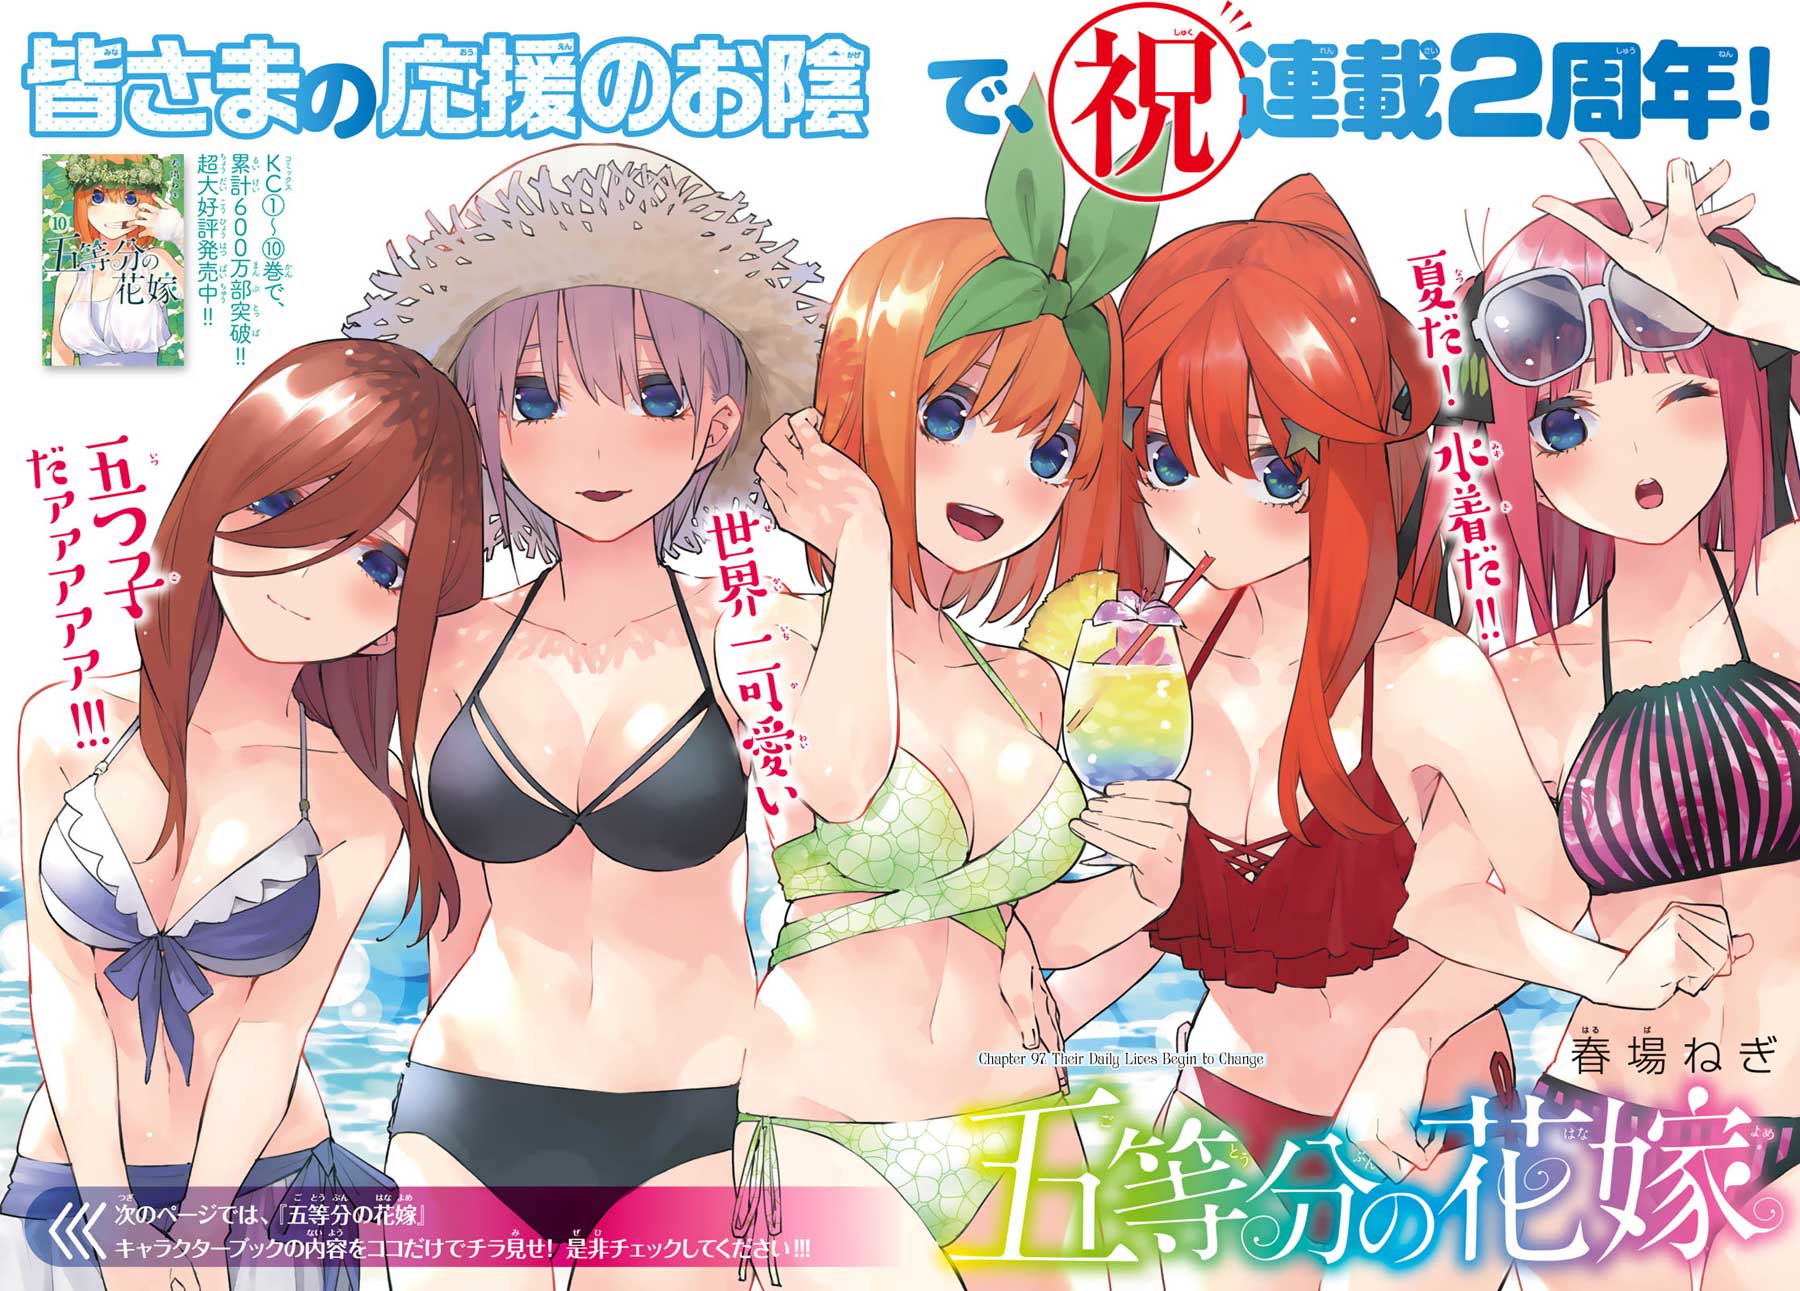 皆さまの応援のお陰で、祝連載2周年!
KC①～⑩巻で、
累計600万部突破!!
超大好評発売中!!
10
五等分の
花嫁
夏だ!
水着だ!!
世界一可愛い
五つ子
だァァァァァ!!!
Chapter 97. Their Daily Lives Begin to Change
春場ねぎ
五等分の花嫁
次のページでは、『五等分の花嫁』
キャラクターブックの内容をココだけでチラ見せ! 是非チェックしてください!!!